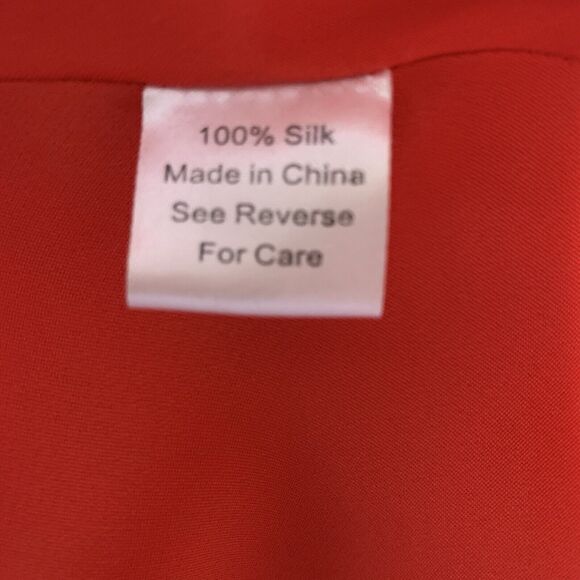 100% Silk
Made in China
See Reverse
For Care